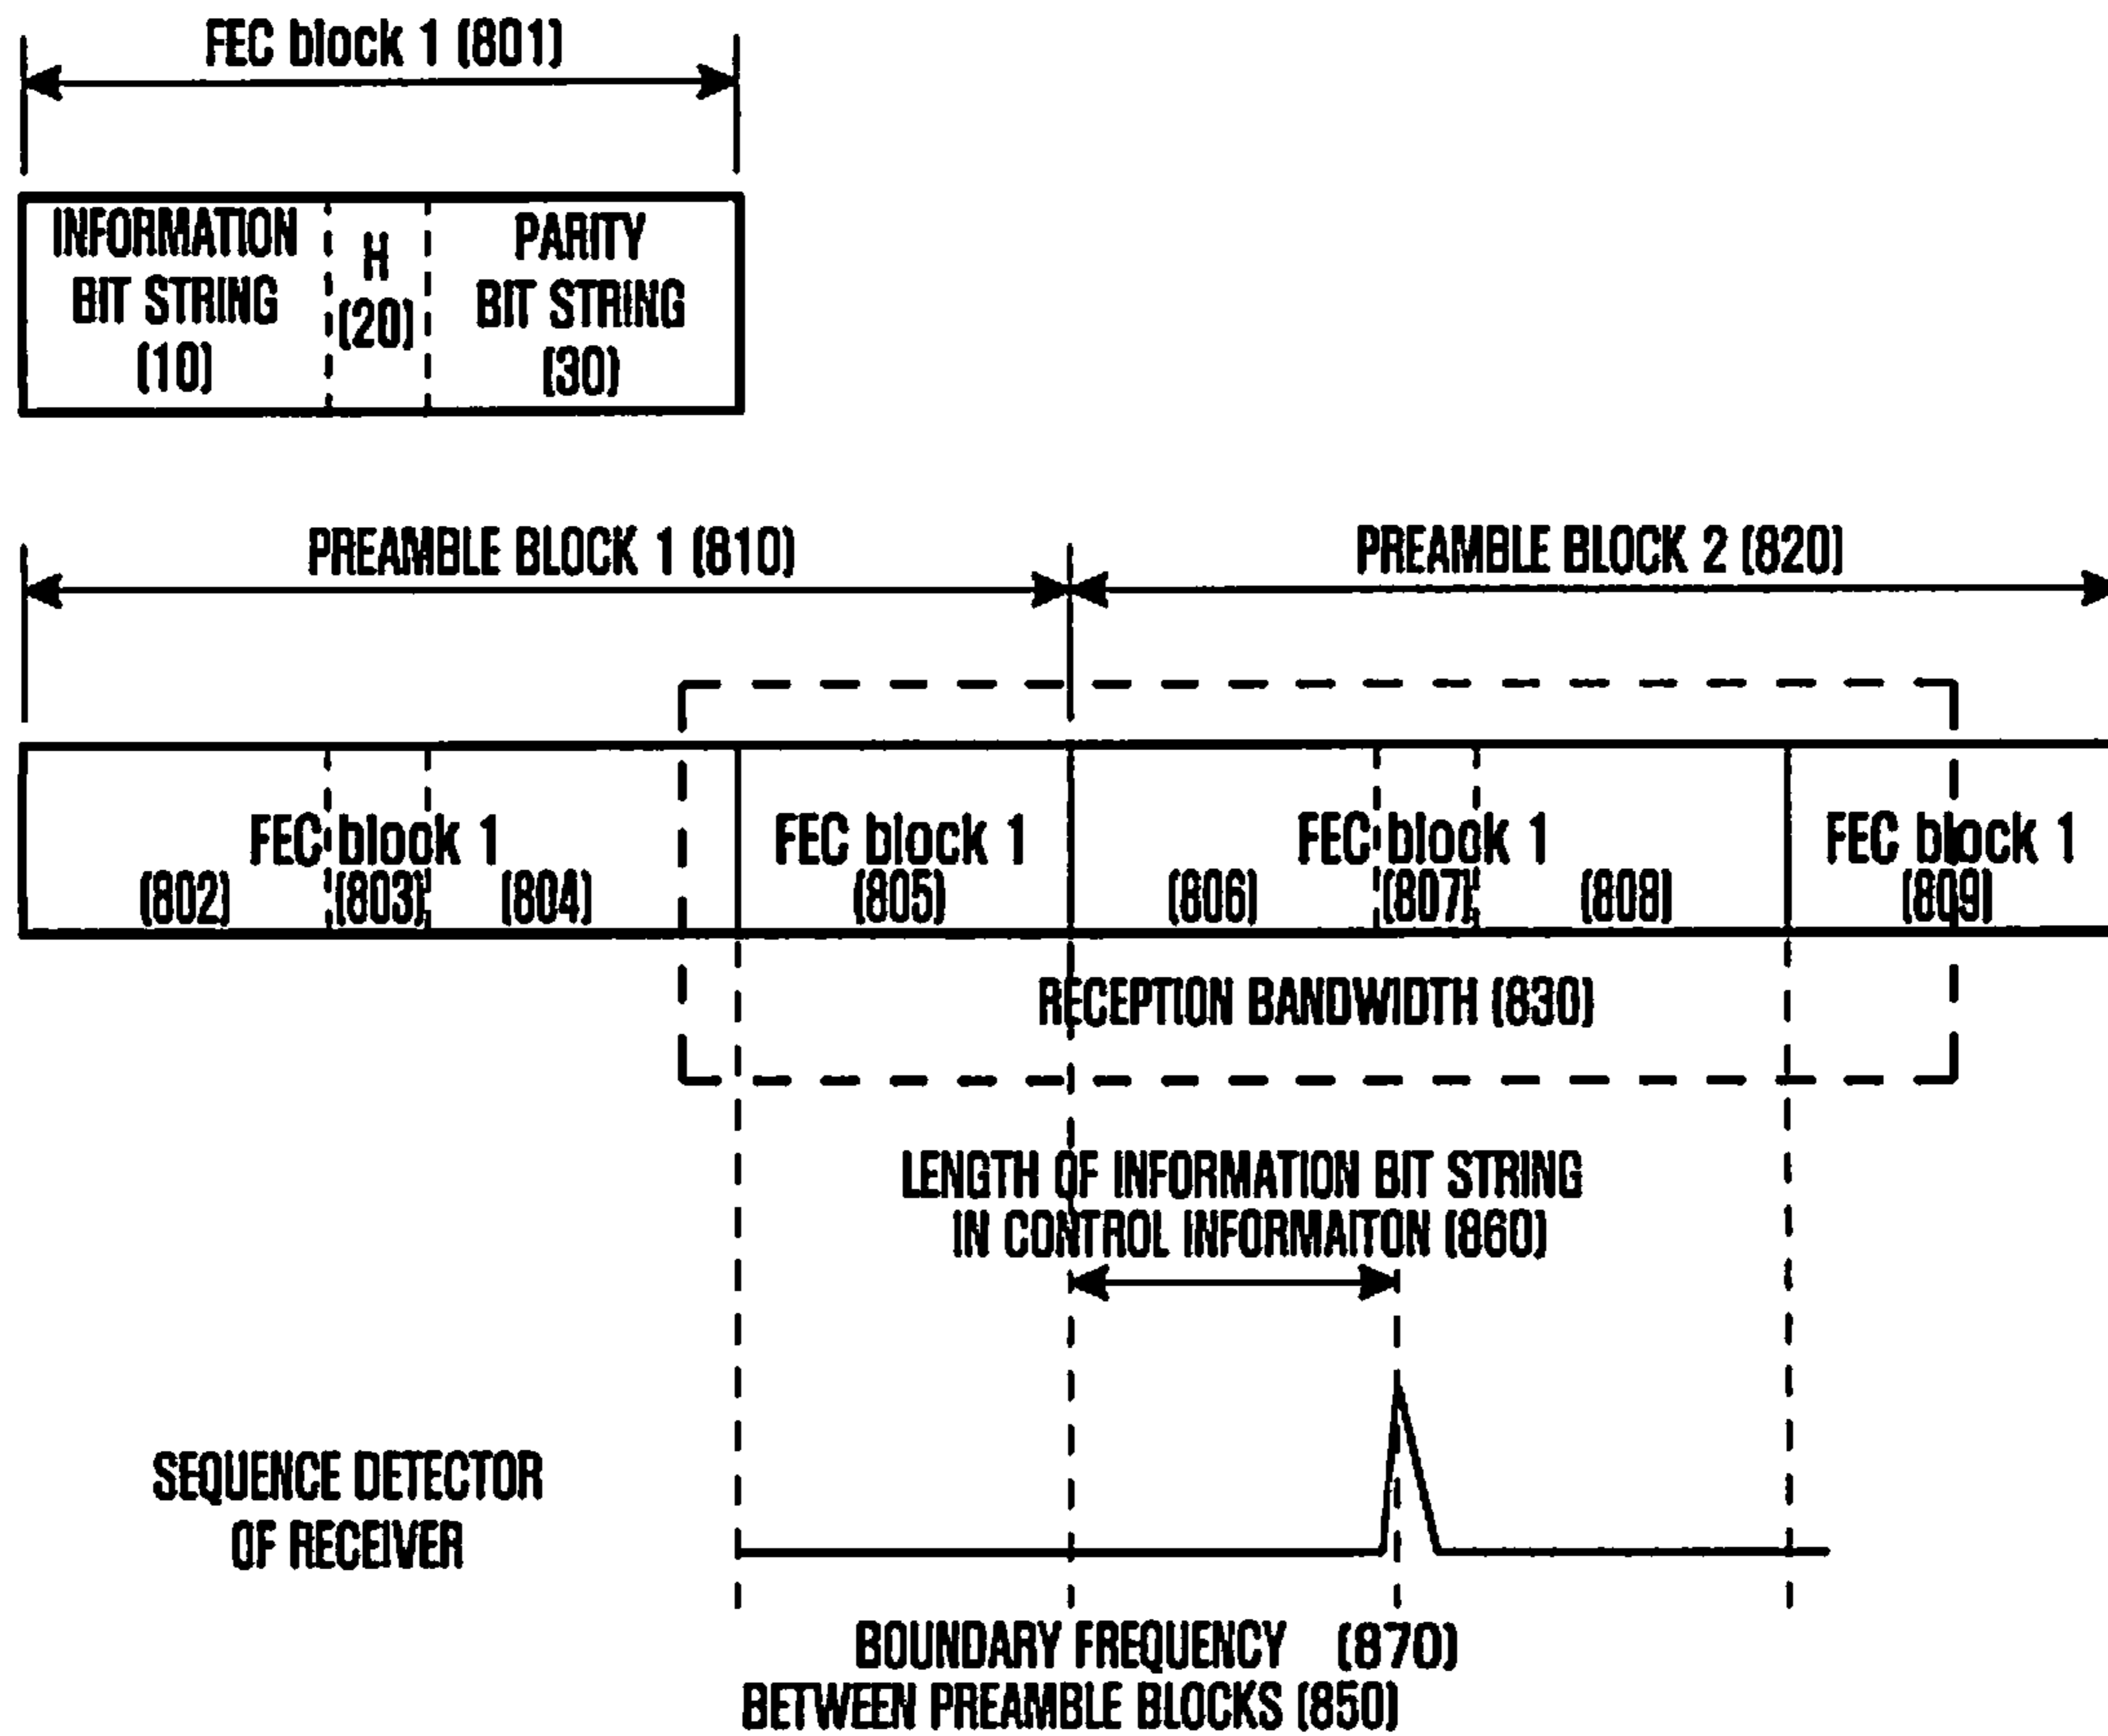 FEC block 1 (801)
INFORMATION
BIT STRING
(10)
H
(20)
PARITY
BIT STRING
(30)
PREAMBLE BLOCK 1 (810)
PREAMBLE BLOCK 2 (820)
FEC block 1
(802)
(803)
(804)
FEC block 1
(805)
FEC block 1
(806)
(807)
(808)
FEC block 1
(809)
RECEPTION BANDWIDTH (830)
LENGTH OF INFORMATION BIT STRING
IN CONTROL INFORMAITON (860)
SEQUENCE DETECTOR
OF RECEIVER
BOUNDARY FREQUENCY
BETWEEN PREAMBLE BLOCKS (850)
(870)